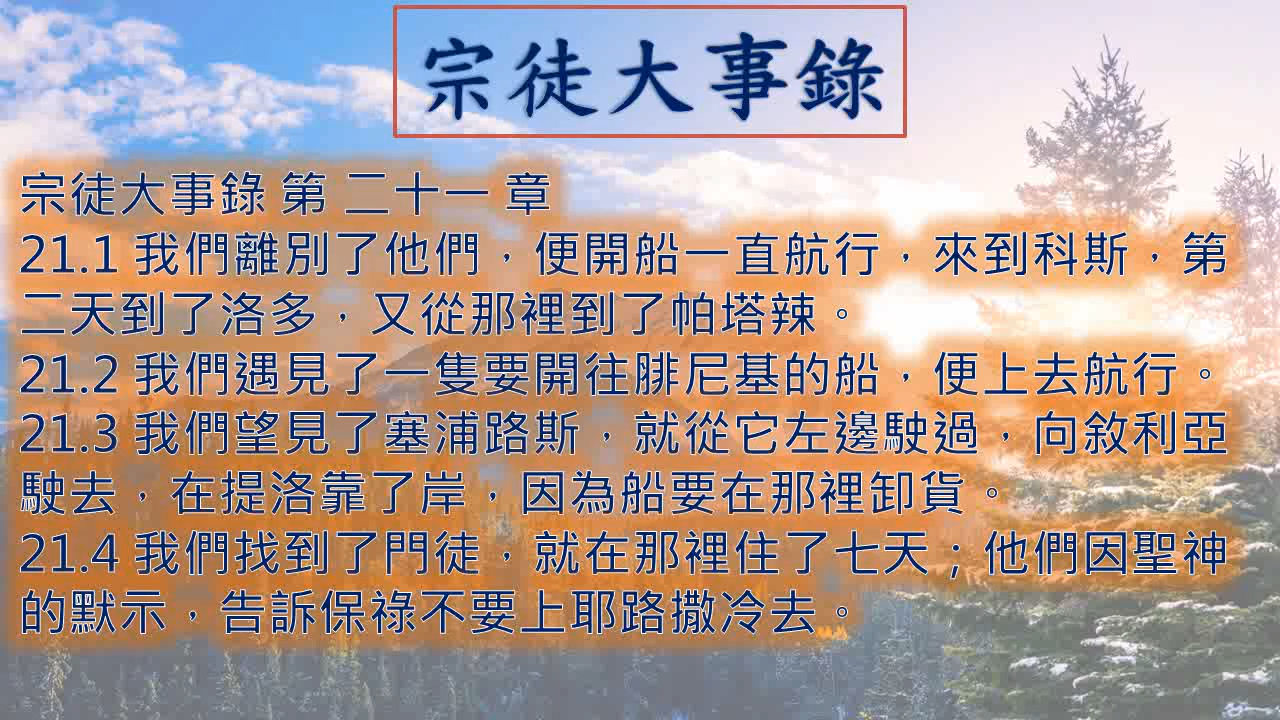 宗徒大事錄
宗徒大事錄 第 二十一 章
21.1 我們離別了他們，便開船一直航行，來到科斯，第
二天到了洛多，又從那裡到了帕塔辣。
21.2 我們遇見了一隻要開往腓尼基的船，便上去航行。
21.3 我們望見了塞浦路斯，就從它左邊駛過，向敘利亞
駛去，在提洛靠了岸，因為船要在那裡卸貨。
21.4 我們找到了門徒，就在那裡住了七天；他們因聖神
的默示，告訴保祿不要上耶路撒冷去。